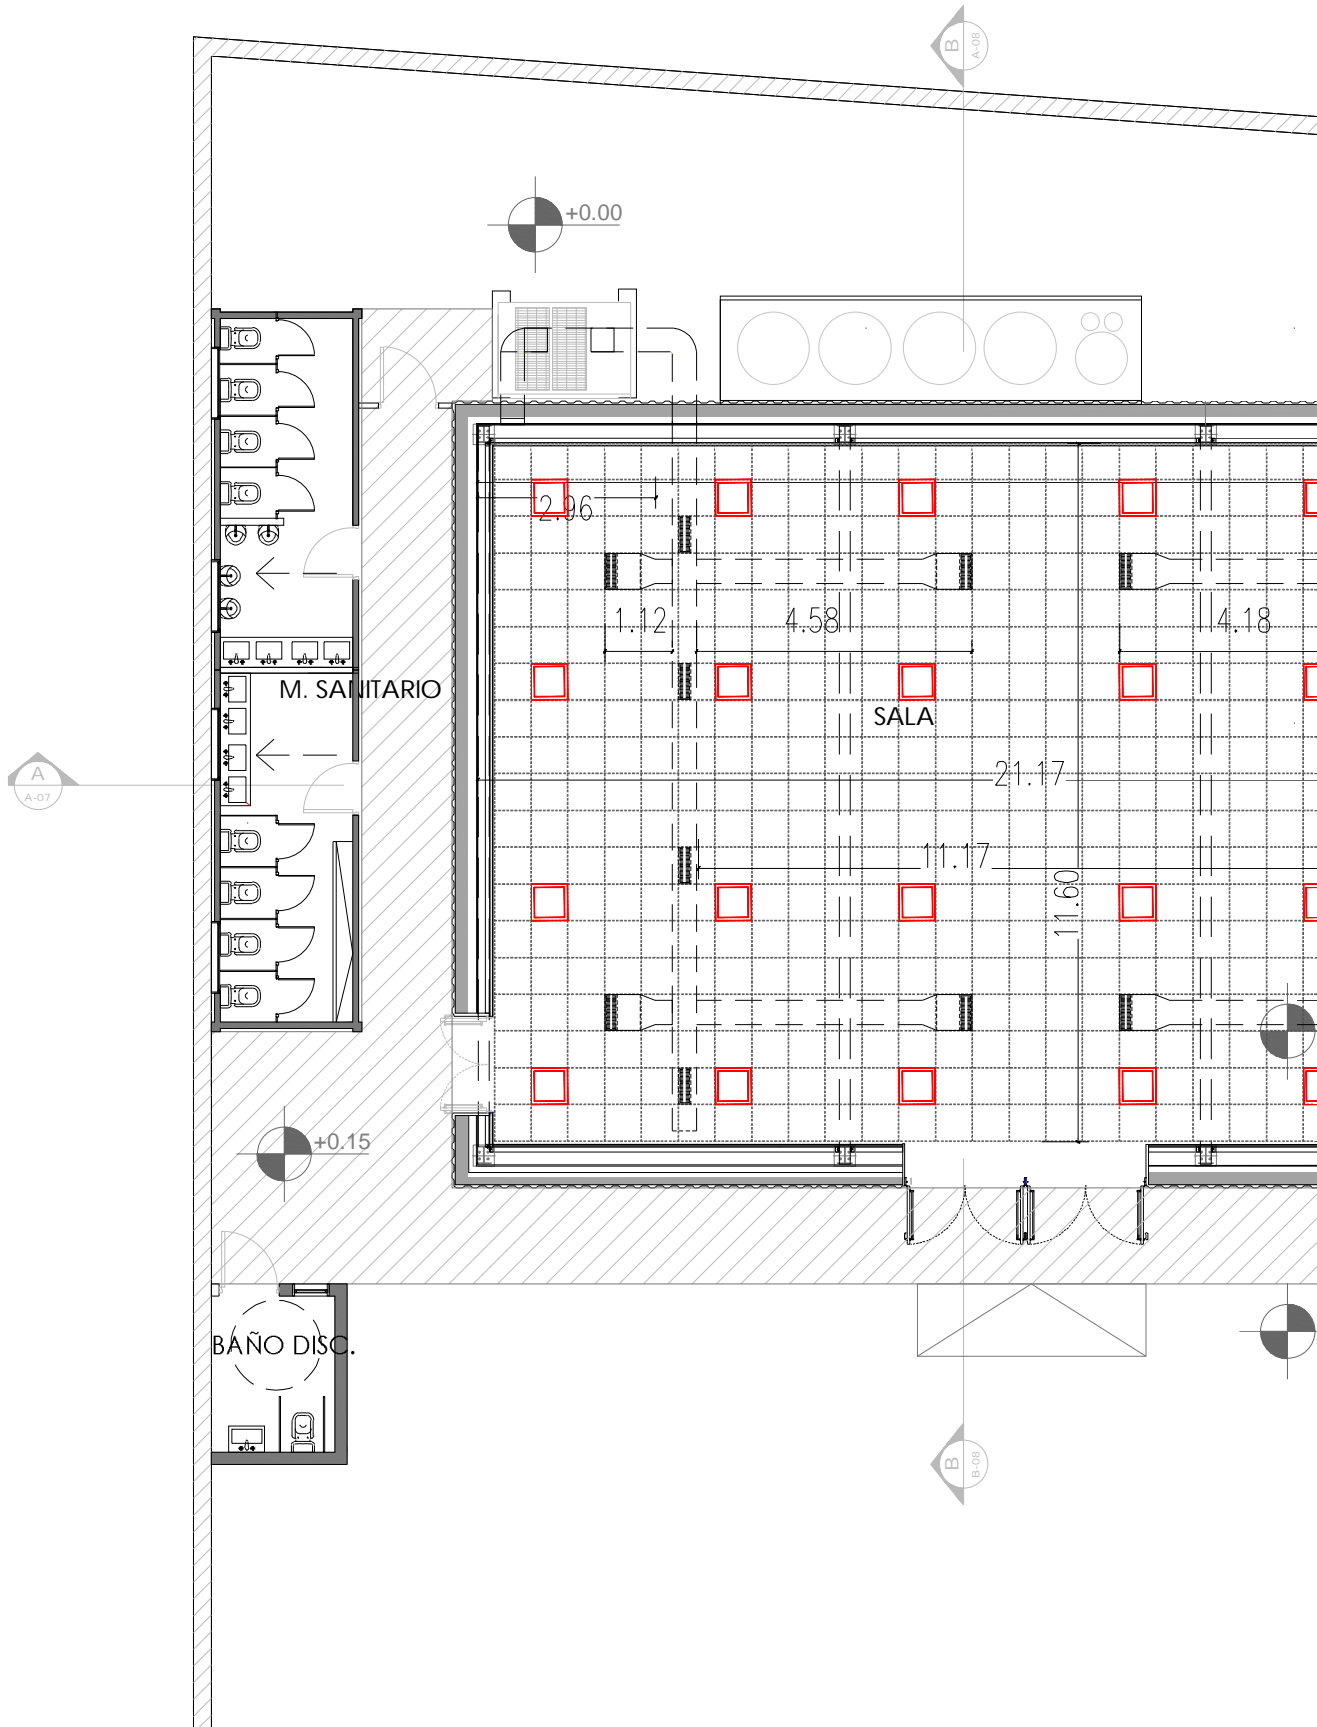 B
A-08
+0.00
2.96
1.12
4.58
4.18
M. SANITARIO
SALA
A
A-07
21.17
11.17
11.60
+0.15
BAÑO DISC.
B
B-08